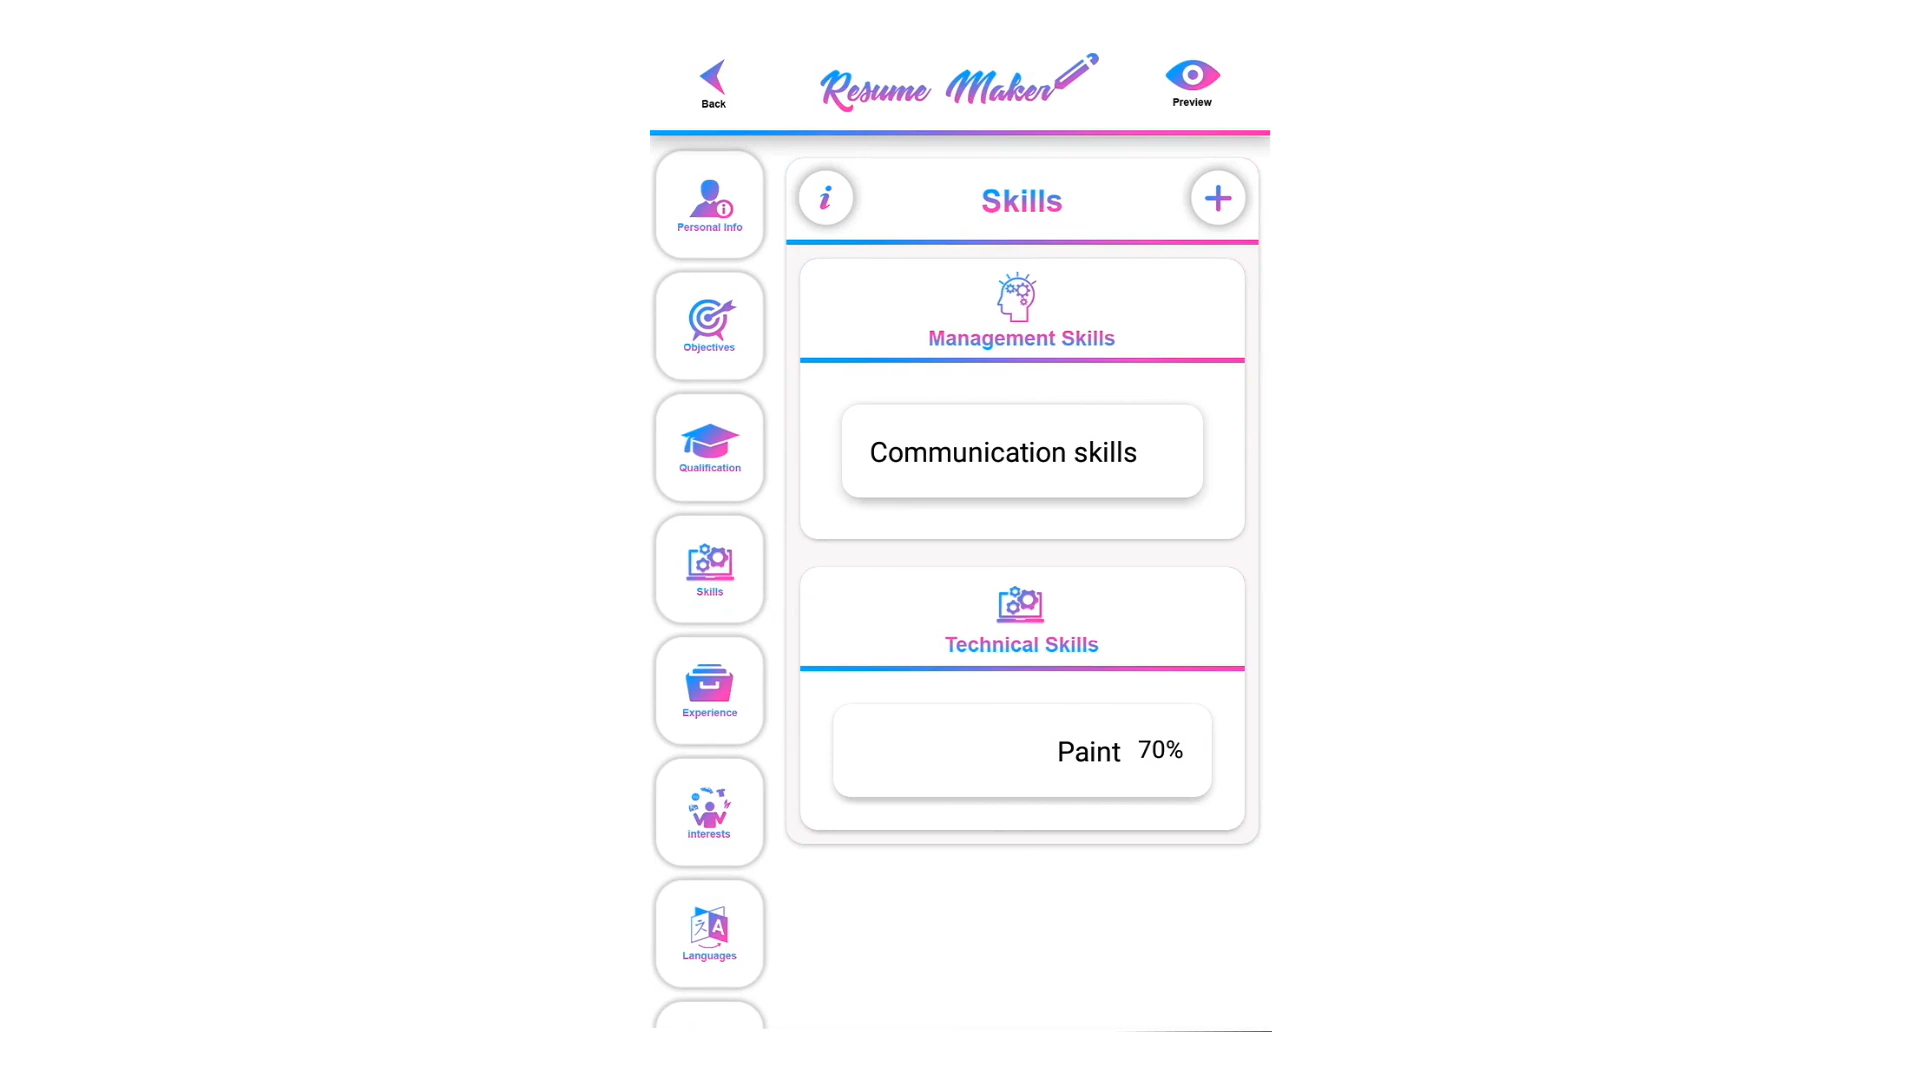 Back
Resume Maker
Preview
Personal Info
Objectives
Qualification
Skills
Experience
interests
Languages
i
Skills
Management Skills
Communication skills
Technical Skills
Paint 70%